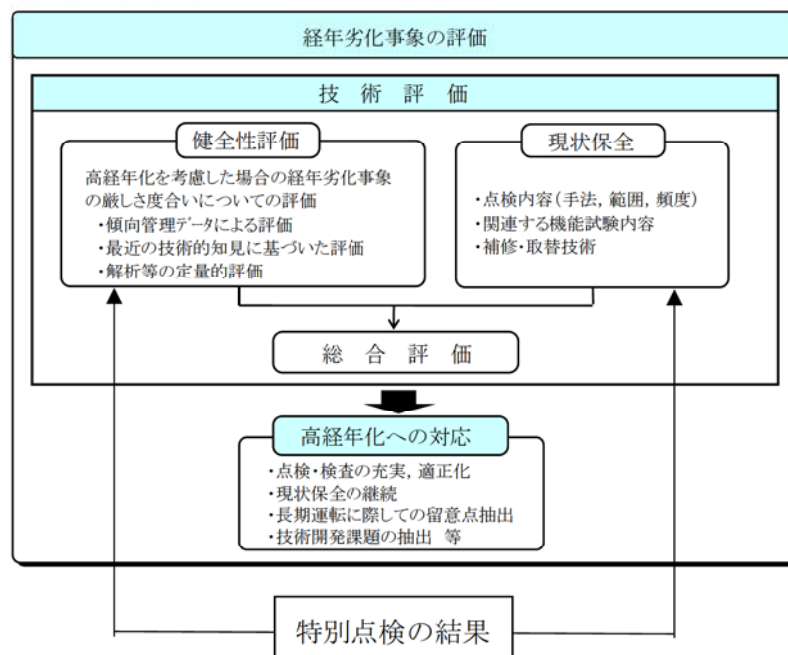 経年劣化事象の評価
技術評価
健全性評価
高経年化を考慮した場合の経年劣化事象
の厳しさ度合いについての評価
・傾向管理データによる評価
・最近の技術的知見に基づいた評価
・解析等の定量的評価
現状保全
・点検内容(手法, 範囲, 頻度)
・関連する機能試験内容
・補修・取替技術
総合評価
高経年化への対応
・点検・検査の充実, 適正化
・現状保全の継続
・長期運転に際しての留意点抽出
・技術開発課題の抽出 等
特別点検の結果